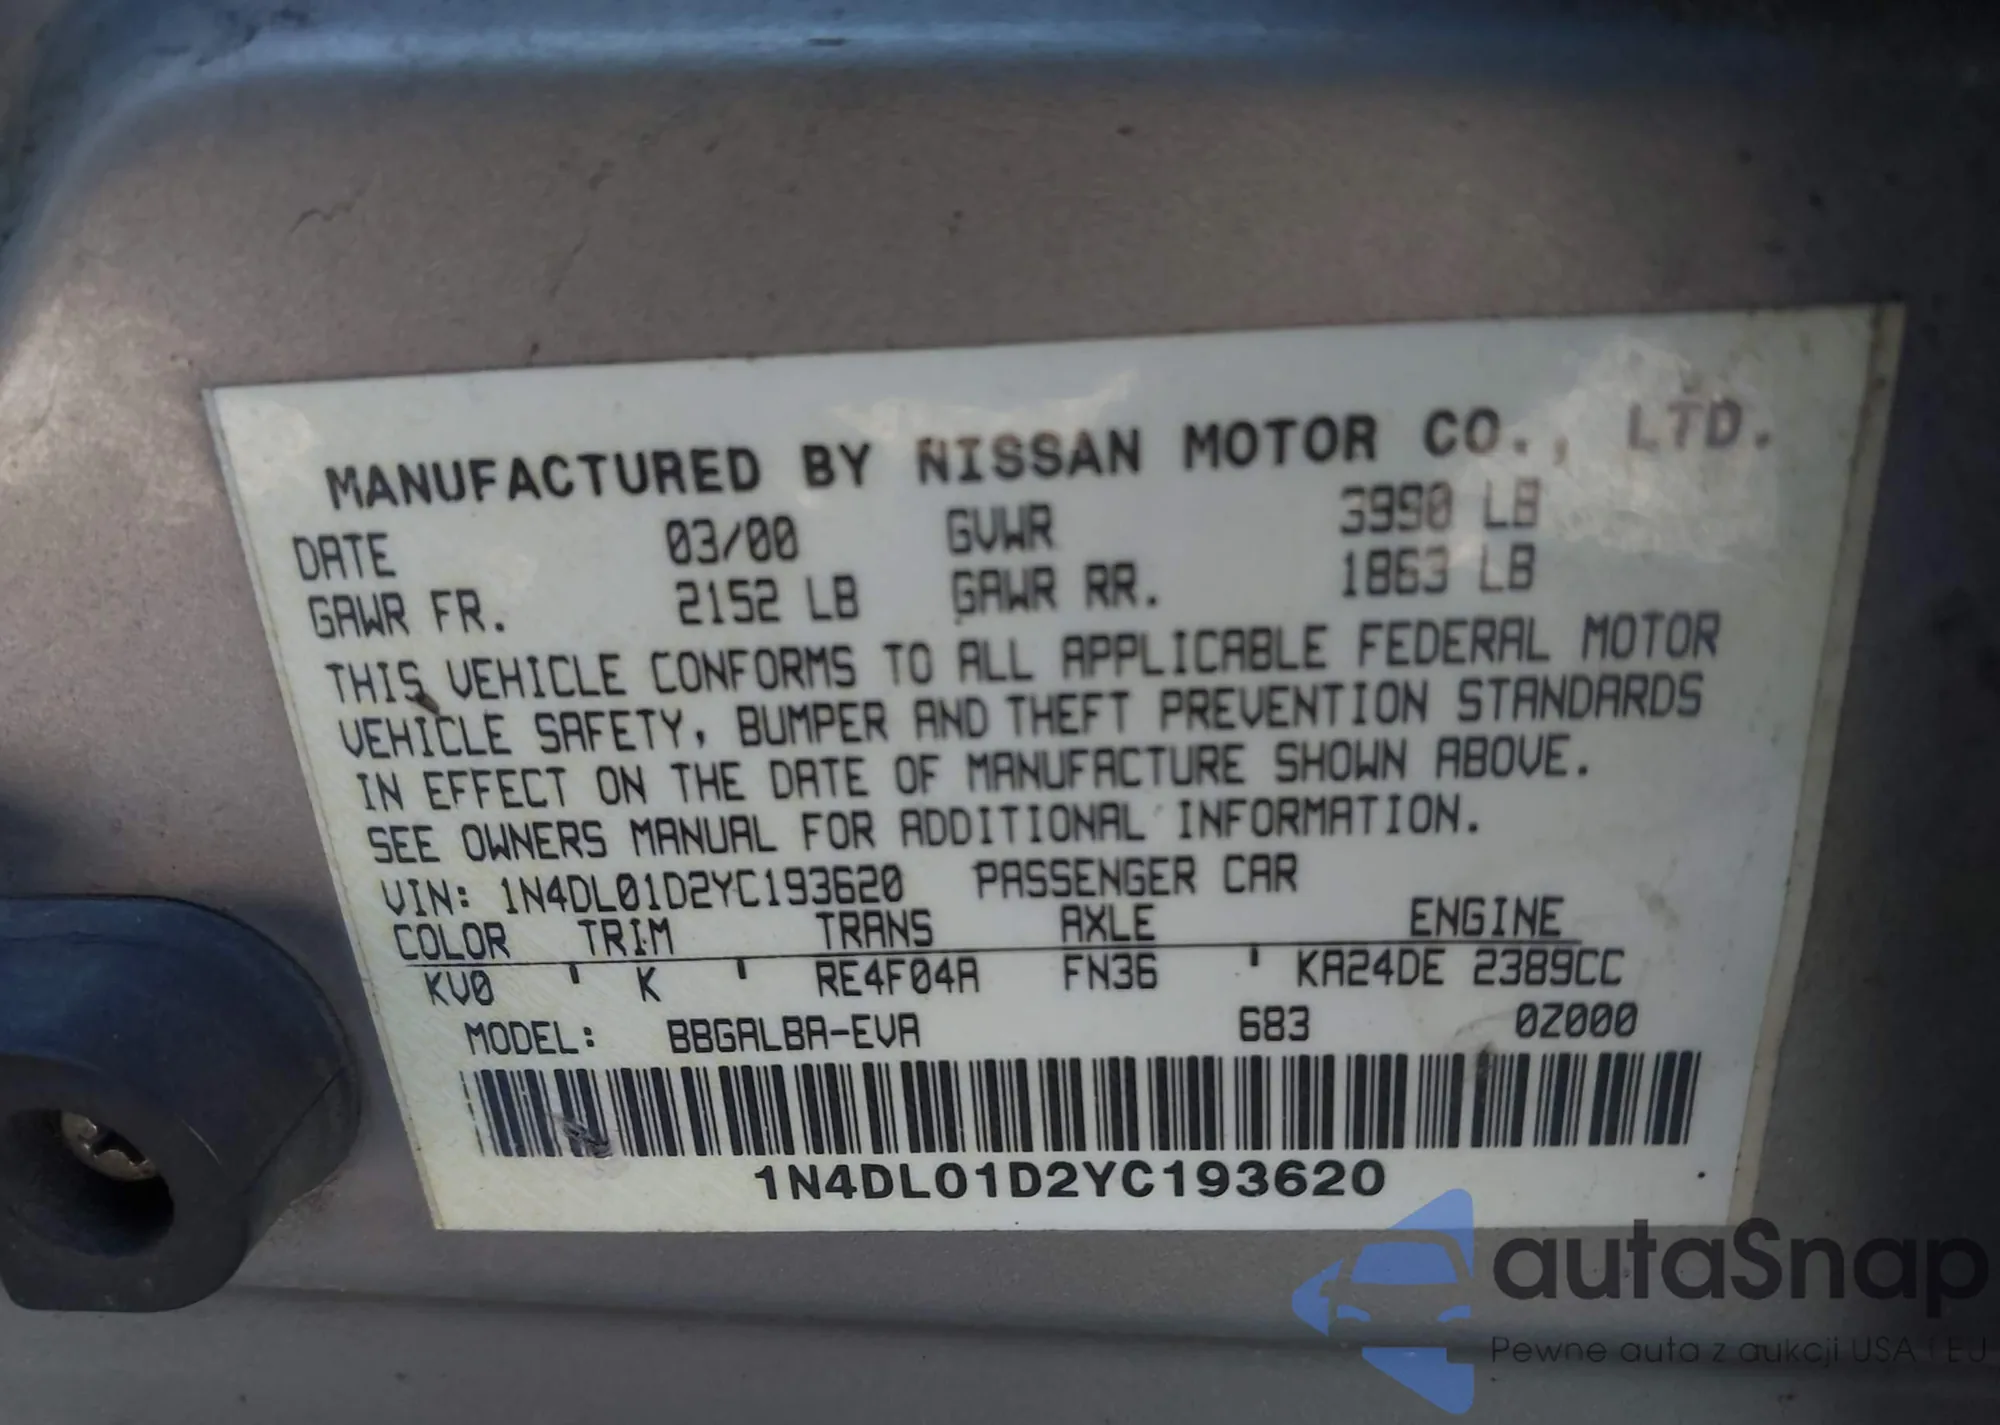 MANUFACTURED BY NISSAN MOTOR CO., LTD.
DATE 03/00 GVWR 3990 LB
GAWR FR. 2152 LB GAWR RR. 1863 LB
THIS VEHICLE CONFORMS TO ALL APPLICABLE FEDERAL MOTOR
VEHICLE SAFETY, BUMPER AND THEFT PREVENTION STANDARDS
IN EFFECT ON THE DATE OF MANUFACTURE SHOWN ABOVE.
SEE OWNERS MANUAL FOR ADDITIONAL INFORMATION.
VIN: 1N4DL01D2YC193620 PASSENGER CAR
COLOR TRIM TRANS AXLE ENGINE
KV0 ' K ' RE4F04A FN36 ' KA24DE 2389CC
MODEL: BBGALBA-EVA 683 0Z000
1N4DL01D2YC193620
autaSnap
Pewne auta z aukcji USA i EU